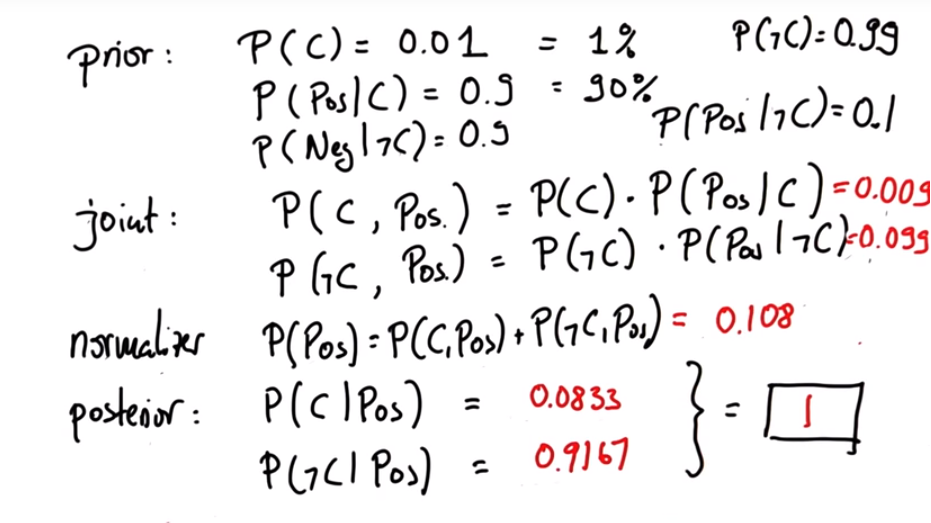 prior: P(C) = 0.01 = 1% P(¬C) = 0.99
P(Pos|C) = 0.9 = 90%
P(Neg|¬C) = 0.9 P(Pos|¬C) = 0.1
joint: P(C, Pos.) = P(C) · P(Pos|C) = 0.009
P(¬C, Pos.) = P(¬C) · P(Pos|¬C) = 0.099
normalizer P(Pos) = P(C,Pos) + P(¬C,Pos) = 0.108
posterior: P(C|Pos) = 0.0833 } = 1
P(¬C|Pos) = 0.9167